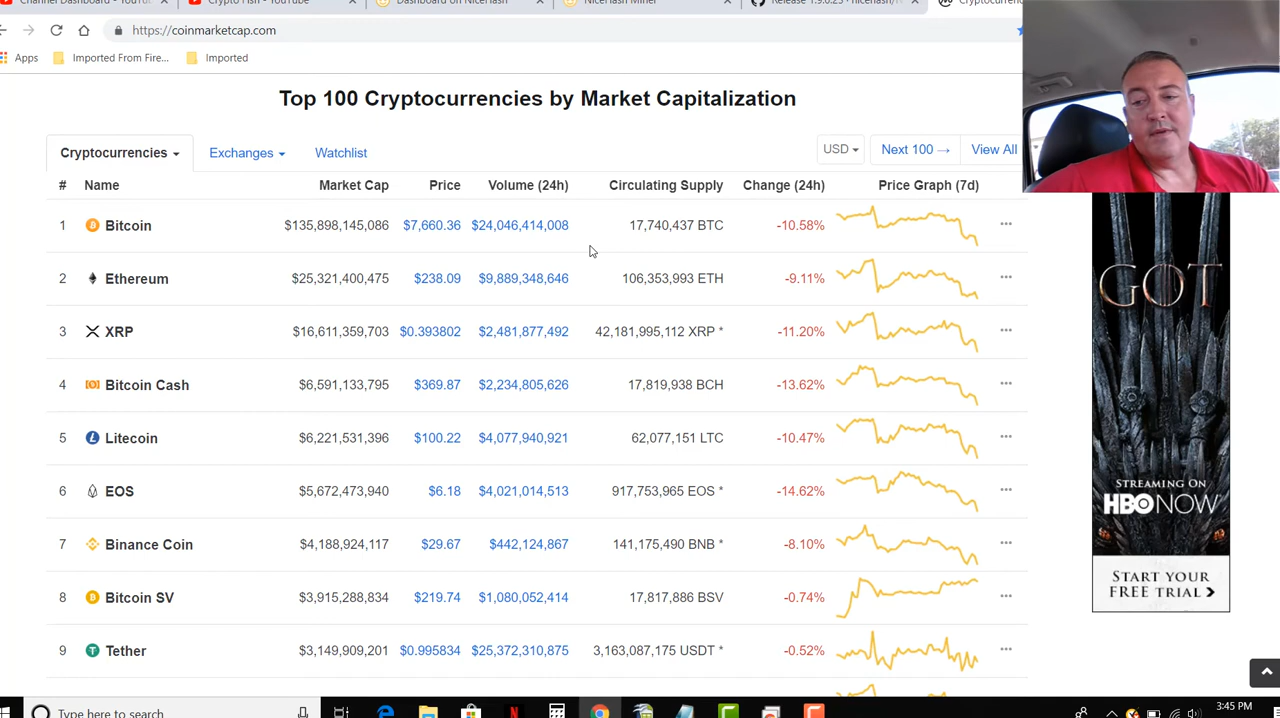 Channel Dashboard - YouTu
Crypto Fish - YouTube
Dashboard on NiceHash
NiceHash Miner
Release 1.9.0.23 · nicehash/
Cryptocurrenc
https://coinmarketcap.com
Apps Imported From Fire... Imported
Top 100 Cryptocurrencies by Market Capitalization
Cryptocurrencies Exchanges Watchlist USD Next 100 → View All
# Name Market Cap Price Volume (24h) Circulating Supply Change (24h) Price Graph (7d)
1 Bitcoin $135,898,145,086 $7,660.36 $24,046,414,008 17,740,437 BTC -10.58%
2 Ethereum $25,321,400,475 $238.09 $9,889,348,646 106,353,993 ETH -9.11%
3 XRP $16,611,359,703 $0.393802 $2,481,877,492 42,181,995,112 XRP * -11.20%
4 Bitcoin Cash $6,591,133,795 $369.87 $2,234,805,626 17,819,938 BCH -13.62%
5 Litecoin $6,221,531,396 $100.22 $4,077,940,921 62,077,151 LTC -10.47%
6 EOS $5,672,473,940 $6.18 $4,021,014,513 917,753,965 EOS * -14.62%
7 Binance Coin $4,188,924,117 $29.67 $442,124,867 141,175,490 BNB * -8.10%
8 Bitcoin SV $3,915,288,834 $219.74 $1,080,052,414 17,817,886 BSV -0.74%
9 Tether $3,149,909,201 $0.995834 $25,372,310,875 3,163,087,175 USDT * -0.52%
GOT
STREAMING ON
HBO NOW
START YOUR
FREE TRIAL
Type here to search
3:45 PM